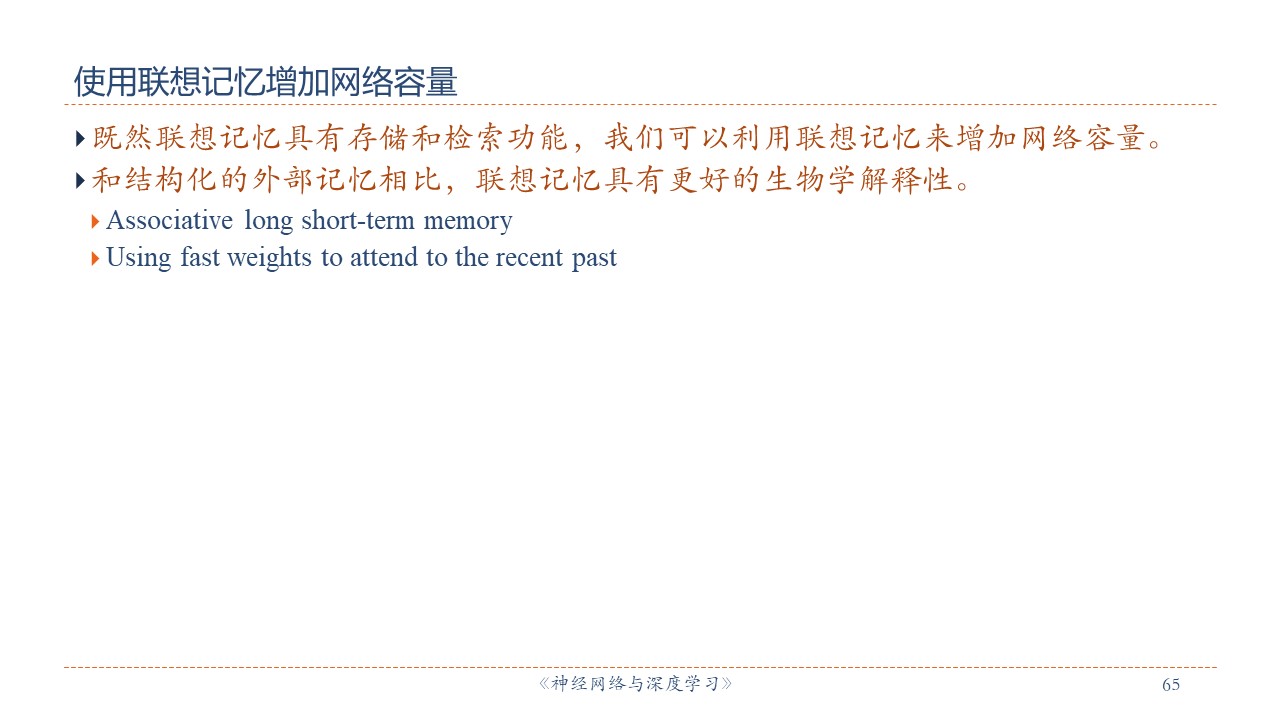 使用联想记忆增加网络容量
既然联想记忆具有存储和检索功能，我们可以利用联想记忆来增加网络容量。
和结构化的外部记忆相比，联想记忆具有更好的生物学解释性。
Associative long short-term memory
Using fast weights to attend to the recent past
《神经网络与深度学习》
65